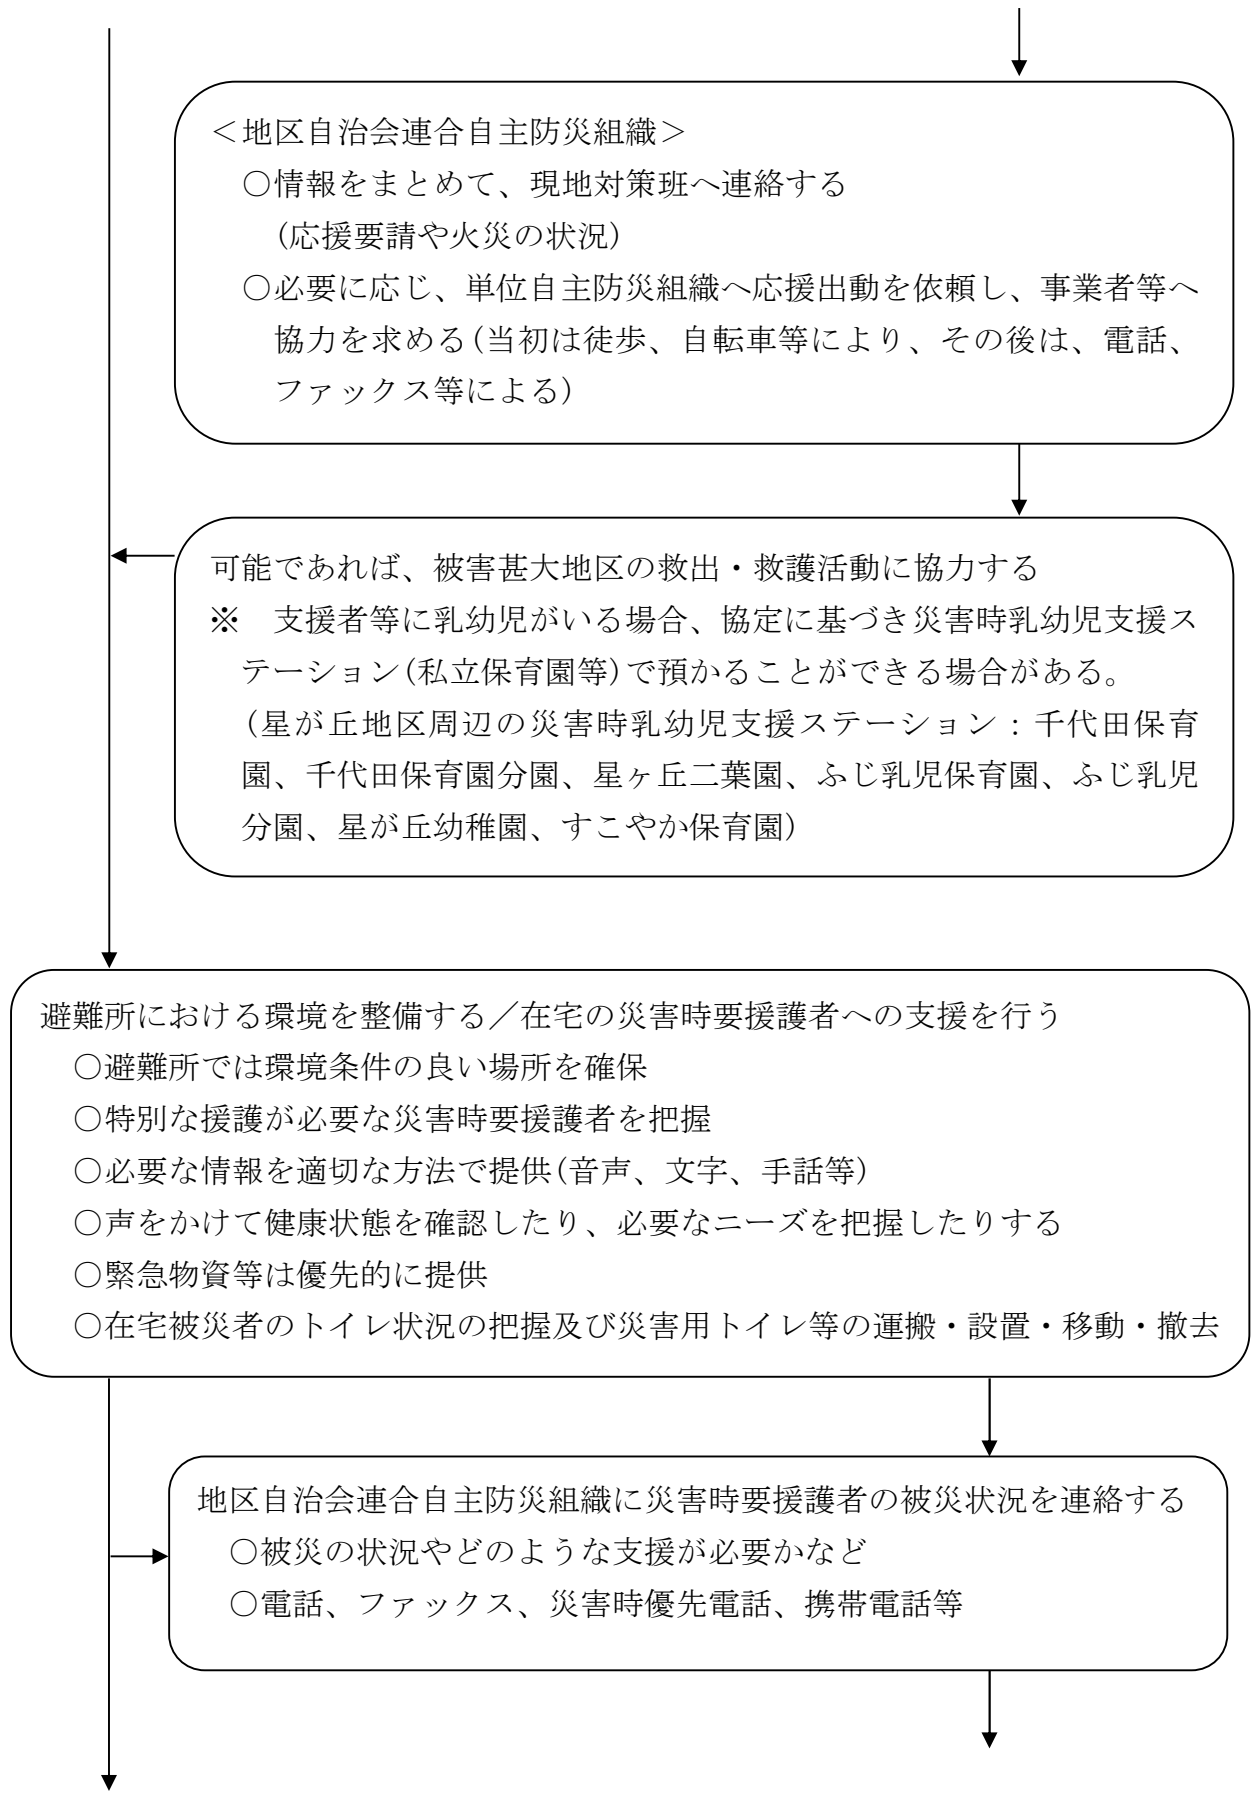 ＜地区自治会連合自主防災組織＞
○情報をまとめて、現地対策班へ連絡する
(応援要請や火災の状況)
○必要に応じ、単位自主防災組織へ応援出動を依頼し、事業者等へ
協力を求める(当初は徒歩、自転車等により、その後は、電話、
ファックス等による)
可能であれば、被害甚大地区の救出・救護活動に協力する
※　支援者等に乳幼児がいる場合、協定に基づき災害時乳幼児支援ス
テーション(私立保育園等)で預かることができる場合がある。
(星が丘地区周辺の災害時乳幼児支援ステーション：千代田保育
園、千代田保育園分園、星ヶ丘二葉園、ふじ乳児保育園、ふじ乳児
分園、星が丘幼稚園、すこやか保育園)
避難所における環境を整備する／在宅の災害時要援護者への支援を行う
○避難所では環境条件の良い場所を確保
○特別な援護が必要な災害時要援護者を把握
○必要な情報を適切な方法で提供(音声、文字、手話等)
○声をかけて健康状態を確認したり、必要なニーズを把握したりする
○緊急物資等は優先的に提供
○在宅被災者のトイレ状況の把握及び災害用トイレ等の運搬・設置・移動・撤去
地区自治会連合自主防災組織に災害時要援護者の被災状況を連絡する
○被災の状況やどのような支援が必要かなど
○電話、ファックス、災害時優先電話、携帯電話等